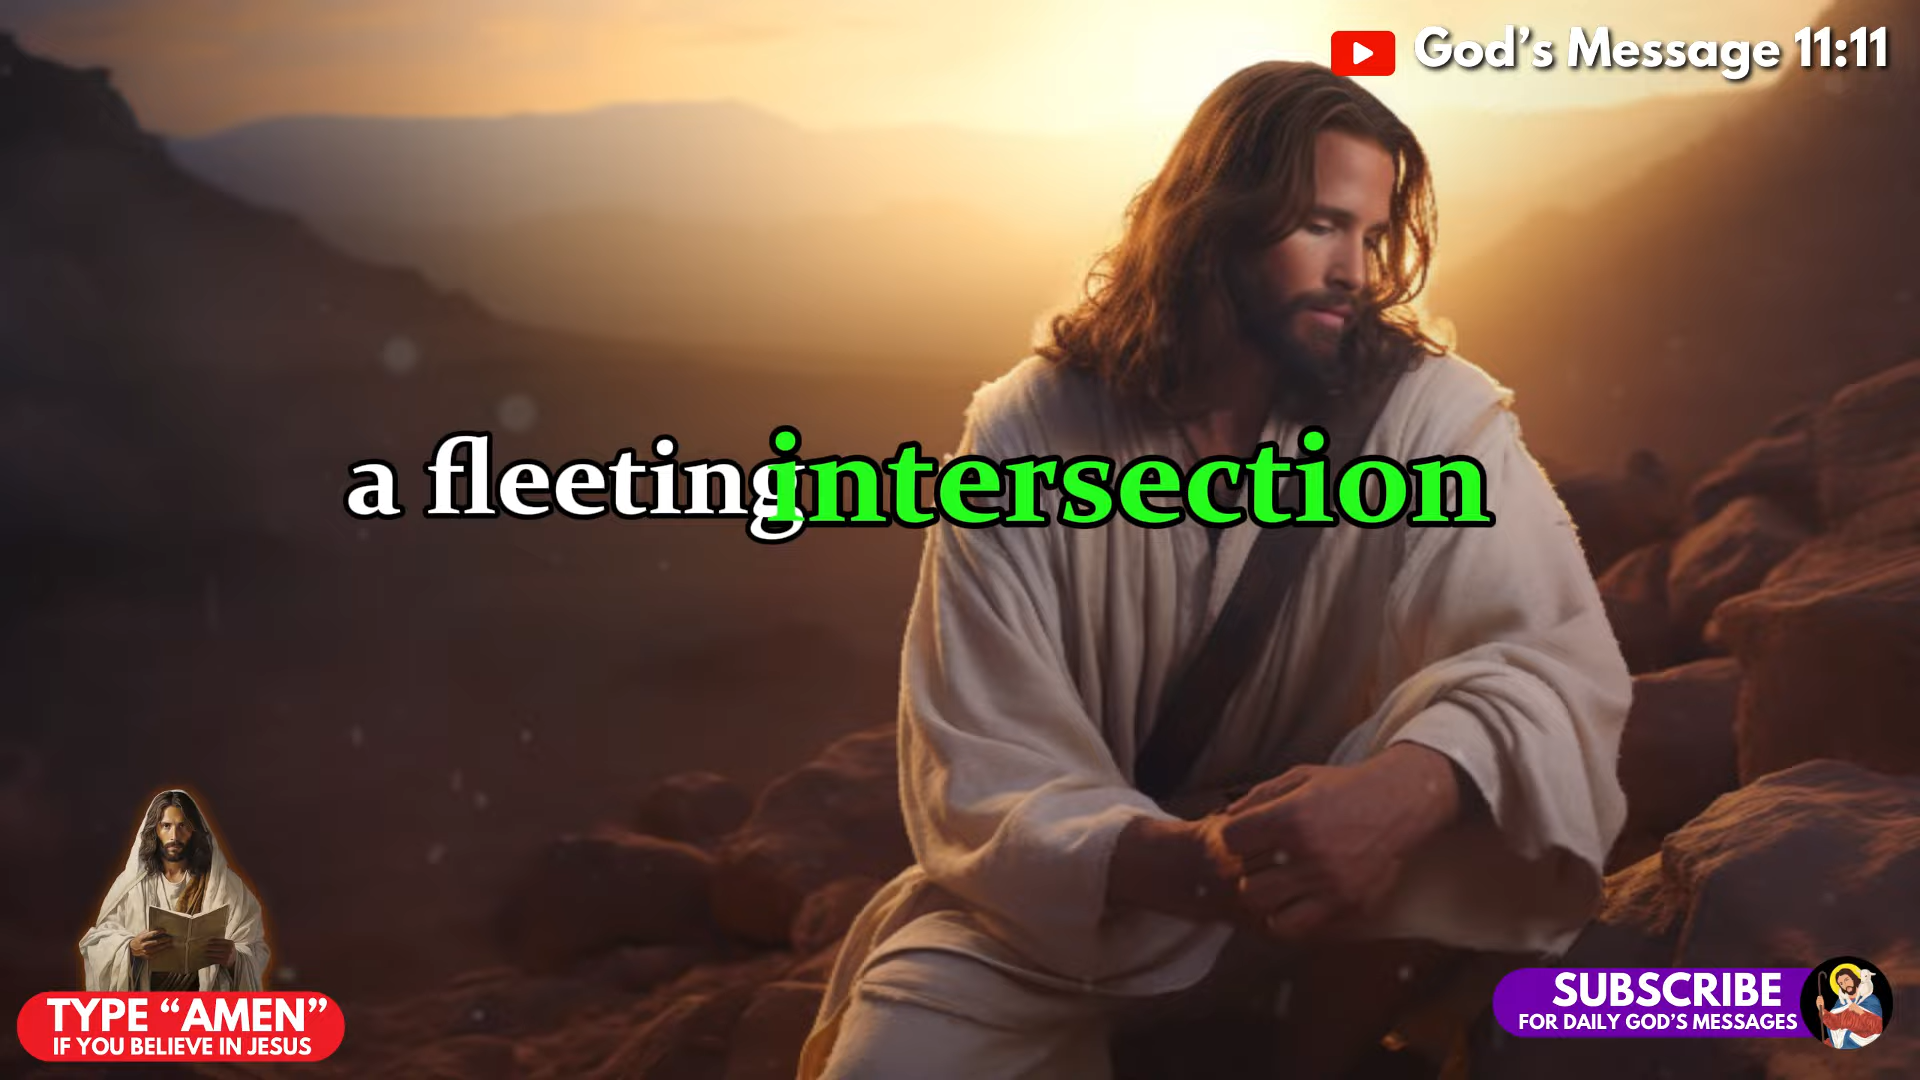 God's Message 11:11
a fleeting intersection
TYPE “AMEN”
IF YOU BELIEVE IN JESUS
SUBSCRIBE
FOR DAILY GOD'S MESSAGES